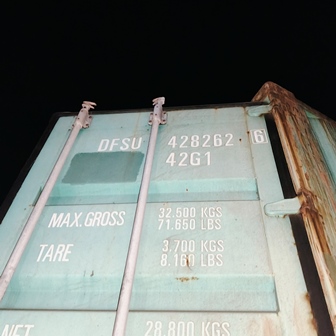 DFSU 428262 6
42G1
MAX.GROSS 32.500 KGS
71.650 LBS
TARE 3.700 KGS
8.160 LBS
NET 28.800 KGS